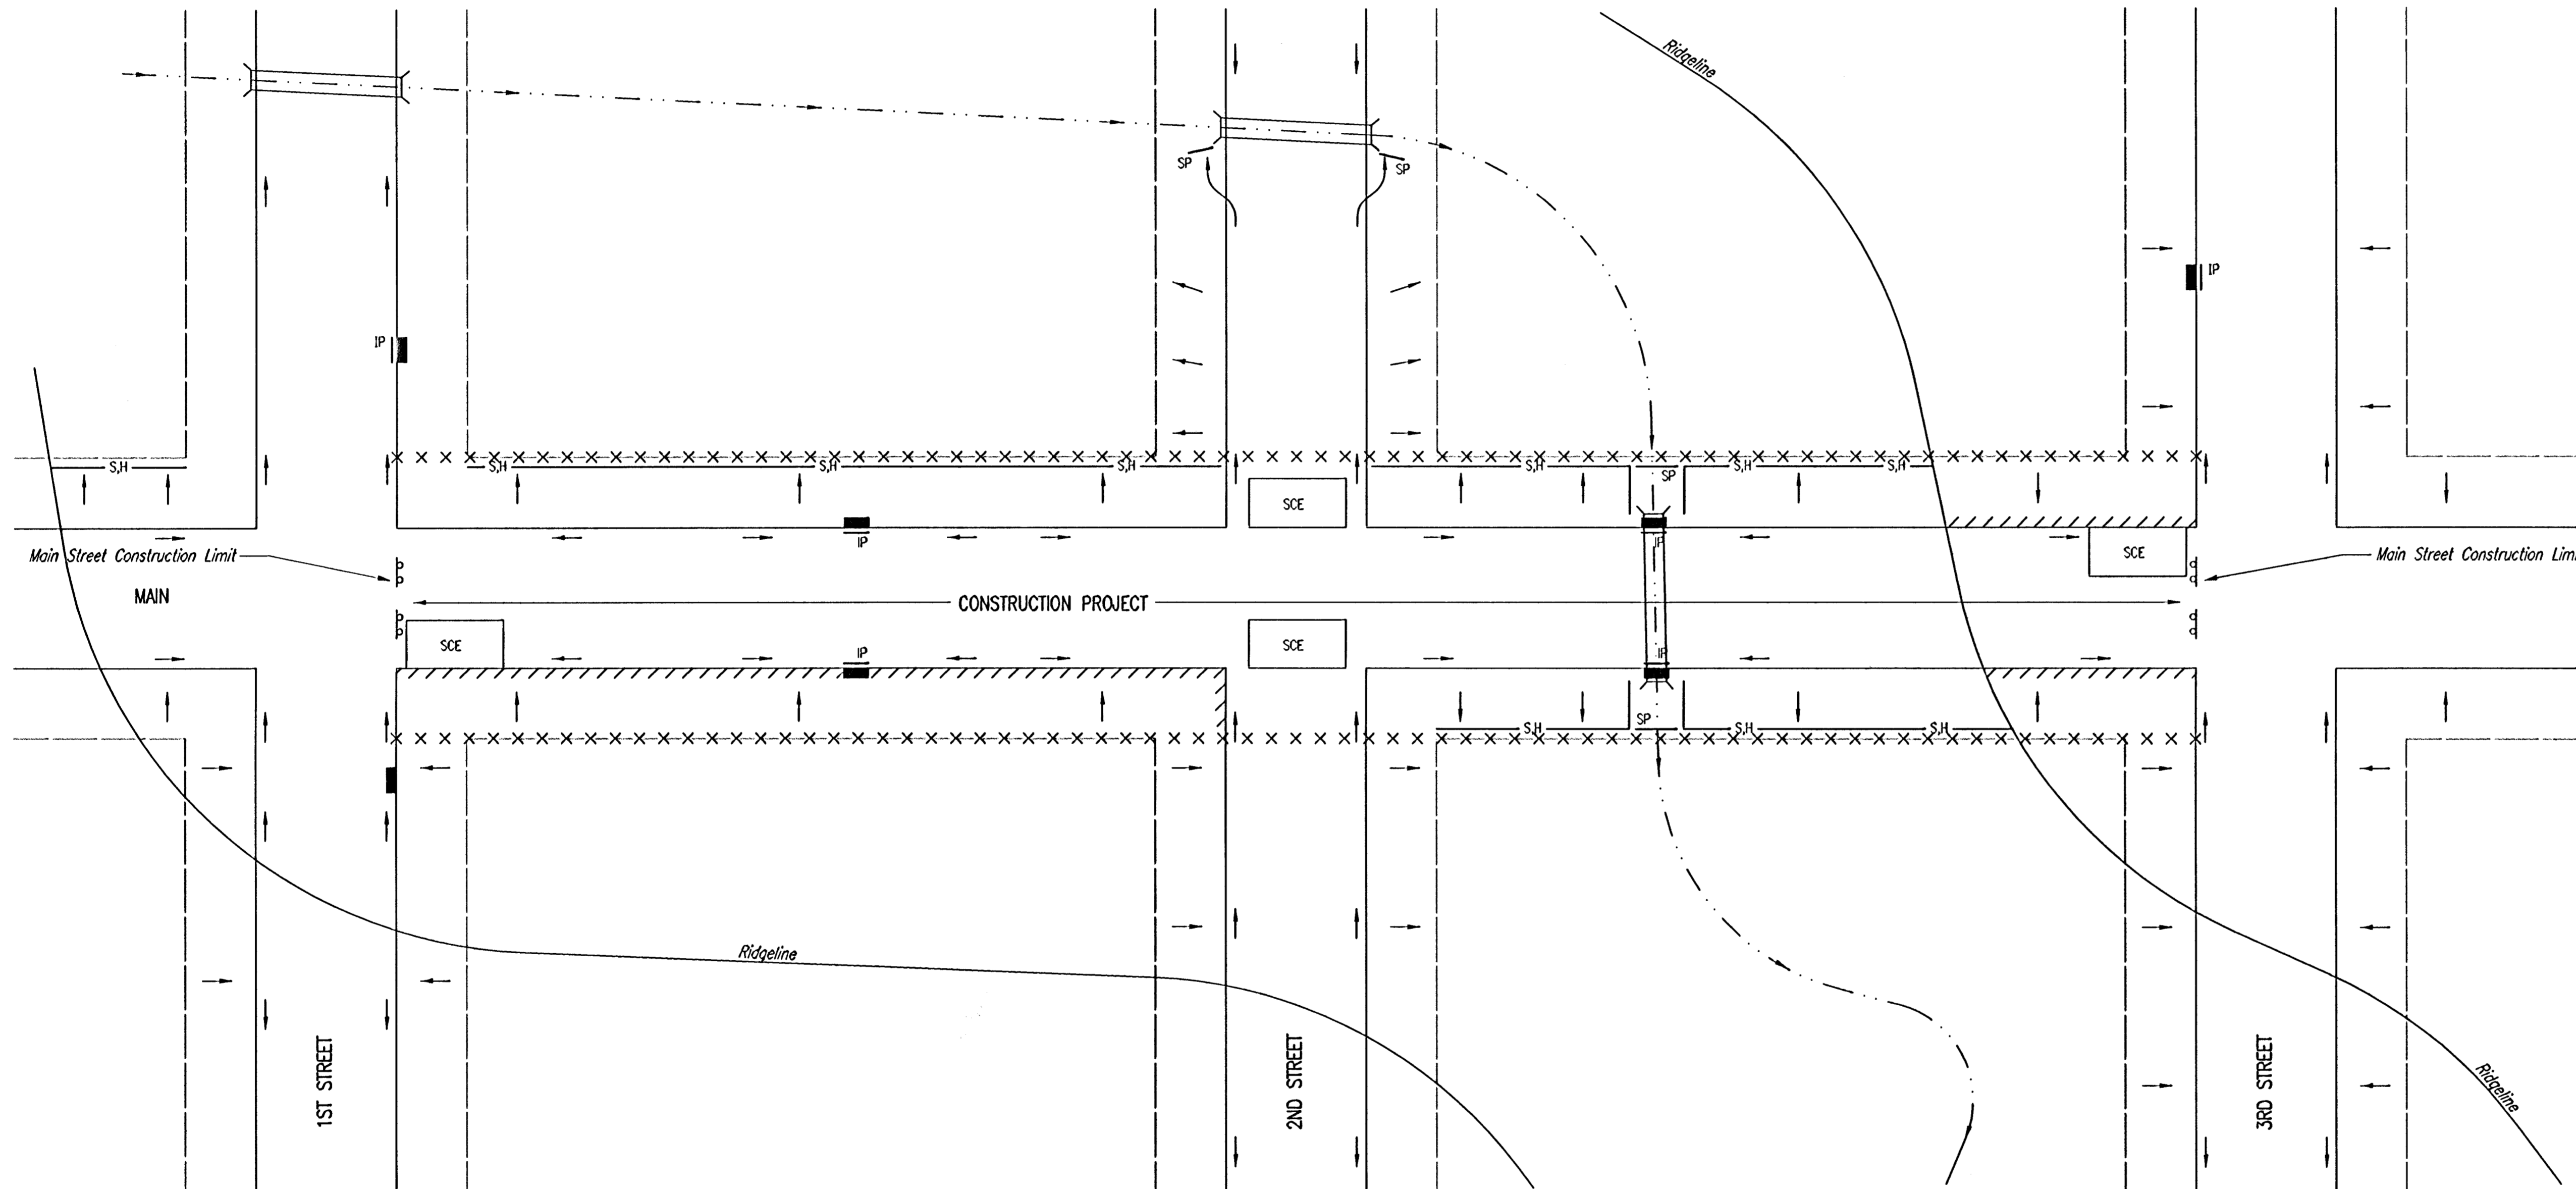 Ridgeline
SP
SP
IP
IP
S,H
S,H
S,H
S,H
S,H
S,H
S,H
SP
SCE
IP
IP
Main Street Construction Limit
SCE
Main Street Construction Lim
MAIN
CONSTRUCTION PROJECT
SCE
SCE
IP
IP
SP
S,H
S,H
S,H
Ridgeline
1ST STREET
2ND STREET
3RD STREET
Ridgeline